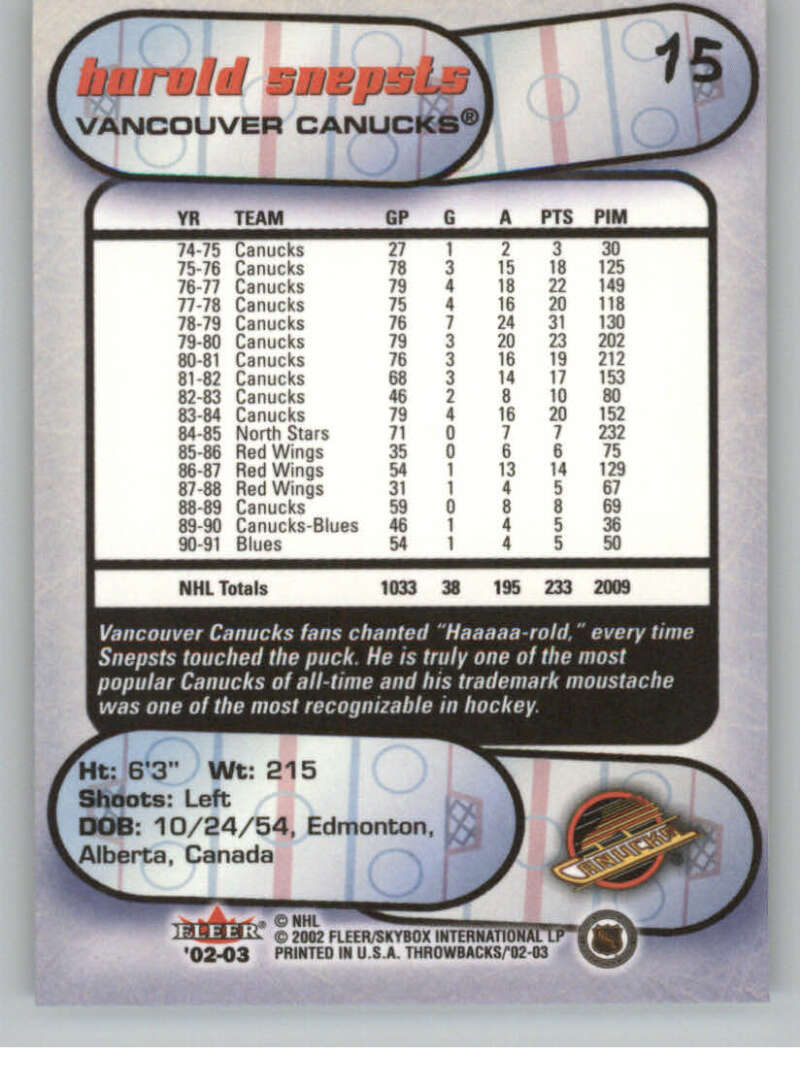 harold snepsts
15
VANCOUVER CANUCKS®
YR TEAM GP G A PTS PIM
74-75 Canucks 27 1 2 3 30
75-76 Canucks 78 3 15 18 125
76-77 Canucks 79 4 18 22 149
77-78 Canucks 75 4 16 20 118
78-79 Canucks 76 7 24 31 130
79-80 Canucks 79 3 20 23 202
80-81 Canucks 76 3 16 19 212
81-82 Canucks 68 3 14 17 153
82-83 Canucks 46 2 8 10 80
83-84 Canucks 79 4 16 20 152
84-85 North Stars 71 0 7 7 232
85-86 Red Wings 35 0 6 6 75
86-87 Red Wings 54 1 13 14 129
87-88 Red Wings 31 1 4 5 67
88-89 Canucks 59 0 8 8 69
89-90 Canucks-Blues 46 1 4 5 36
90-91 Blues 54 1 4 5 50
NHL Totals 1033 38 195 233 2009
Vancouver Canucks fans chanted "Haaaaa-rold," every time
Snepsts touched the puck. He is truly one of the most
popular Canucks of all-time and his trademark moustache
was one of the most recognizable in hockey.
Ht: 6'3" Wt: 215
Shoots: Left
DOB: 10/24/54, Edmonton,
Alberta, Canada
CANUCKS
FLEER®
'02-03
© NHL
© 2002 FLEER/SKYBOX INTERNATIONAL LP
PRINTED IN U.S.A. THROWBACKS/'02-03